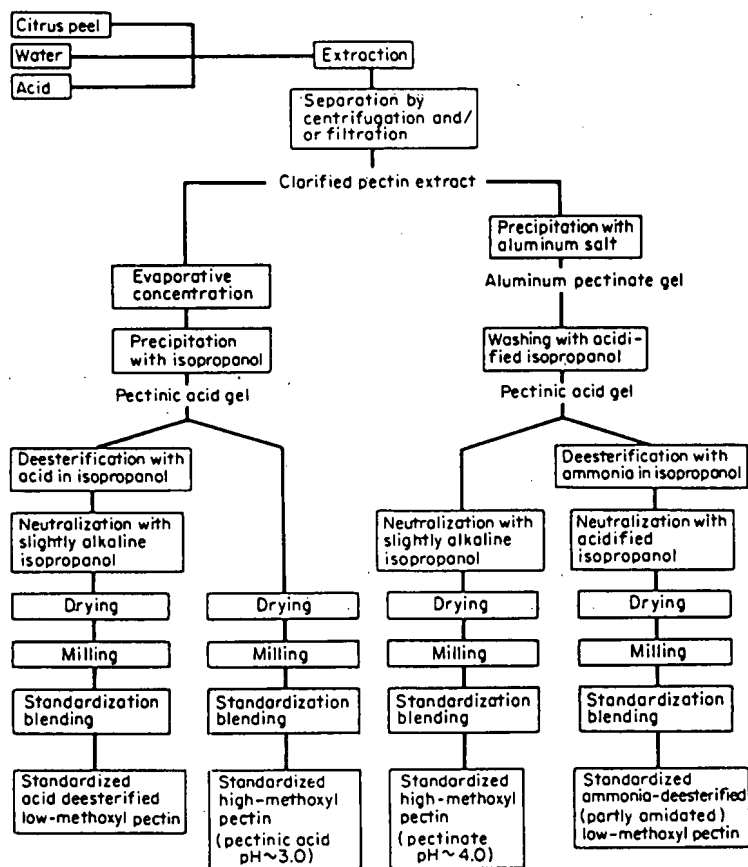 Citrus peel
Water
Acid
Extraction
Separation by
centrifugation and/
or filtration
Clarified pectin extract
Precipitation with
aluminum salt
Evaporative
concentration
Aluminum pectinate gel
Precipitation
with isopropanol
Washing with acidi-
fied isopropanol
Pectinic acid gel
Pectinic acid gel
Deesterification with
acid in isopropanol
Deesterification with
ammonia in isopropanol
Neutralization with
slightly alkaline
isopropanol
Neutralization with
slightly alkaline
isopropanol
Neutralization with
acidified
isopropanol
Drying
Drying
Drying
Drying
Milling
Milling
Milling
Milling
Standardization
blending
Standardization
blending
Standardization
blending
Standardization
blending
Standardized
acid deesterified
low-methoxyl pectin
Standardized
high-methoxyl
pectin
(pectinic acid
pH~3.0)
Standardized
high-methoxyl
pectin
(pectinate
pH~4.0)
Standardized
ammonia-deesterified
(partly amidated)
low-methoxyl pectin